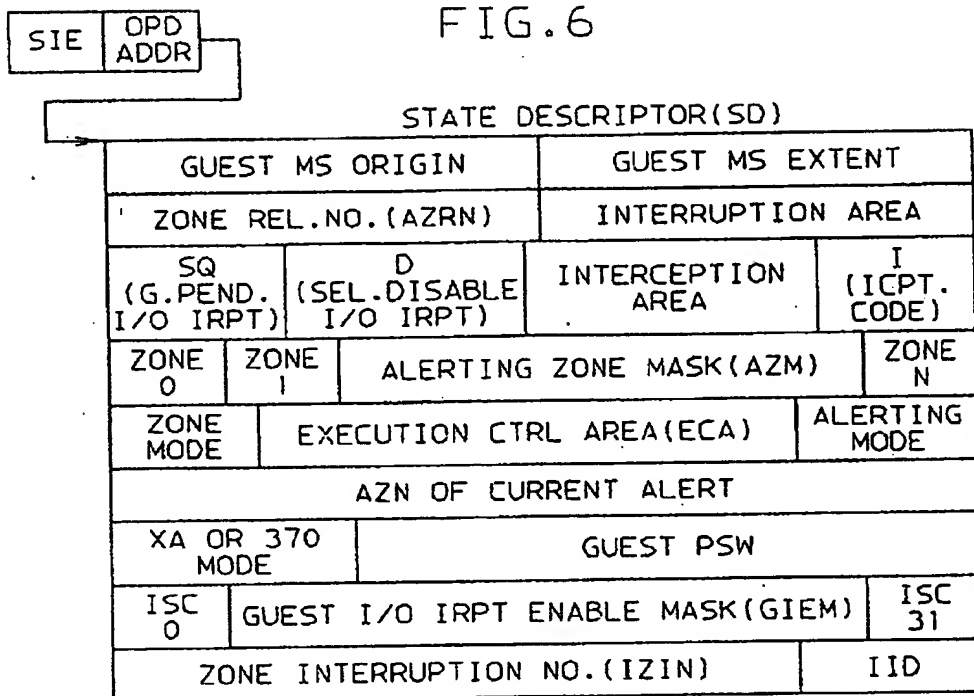 FIG.6
SIE
OPD
ADDR
STATE DESCRIPTOR(SD)
GUEST MS ORIGIN
GUEST MS EXTENT
ZONE REL.NO.(AZRN)
INTERRUPTION AREA
SQ
(G.PEND.
I/O IRPT)
D
(SEL.DISABLE
I/O IRPT)
INTERCEPTION
AREA
I
(ICPT.
CODE)
ZONE
0
ZONE
1
ALERTING ZONE MASK(AZM)
ZONE
N
ZONE
MODE
EXECUTION CTRL AREA(ECA)
ALERTING
MODE
AZN OF CURRENT ALERT
XA OR 370
MODE
GUEST PSW
ISC
0
GUEST I/O IRPT ENABLE MASK(GIEM)
ISC
31
ZONE INTERRUPTION NO.(IZIN)
IID